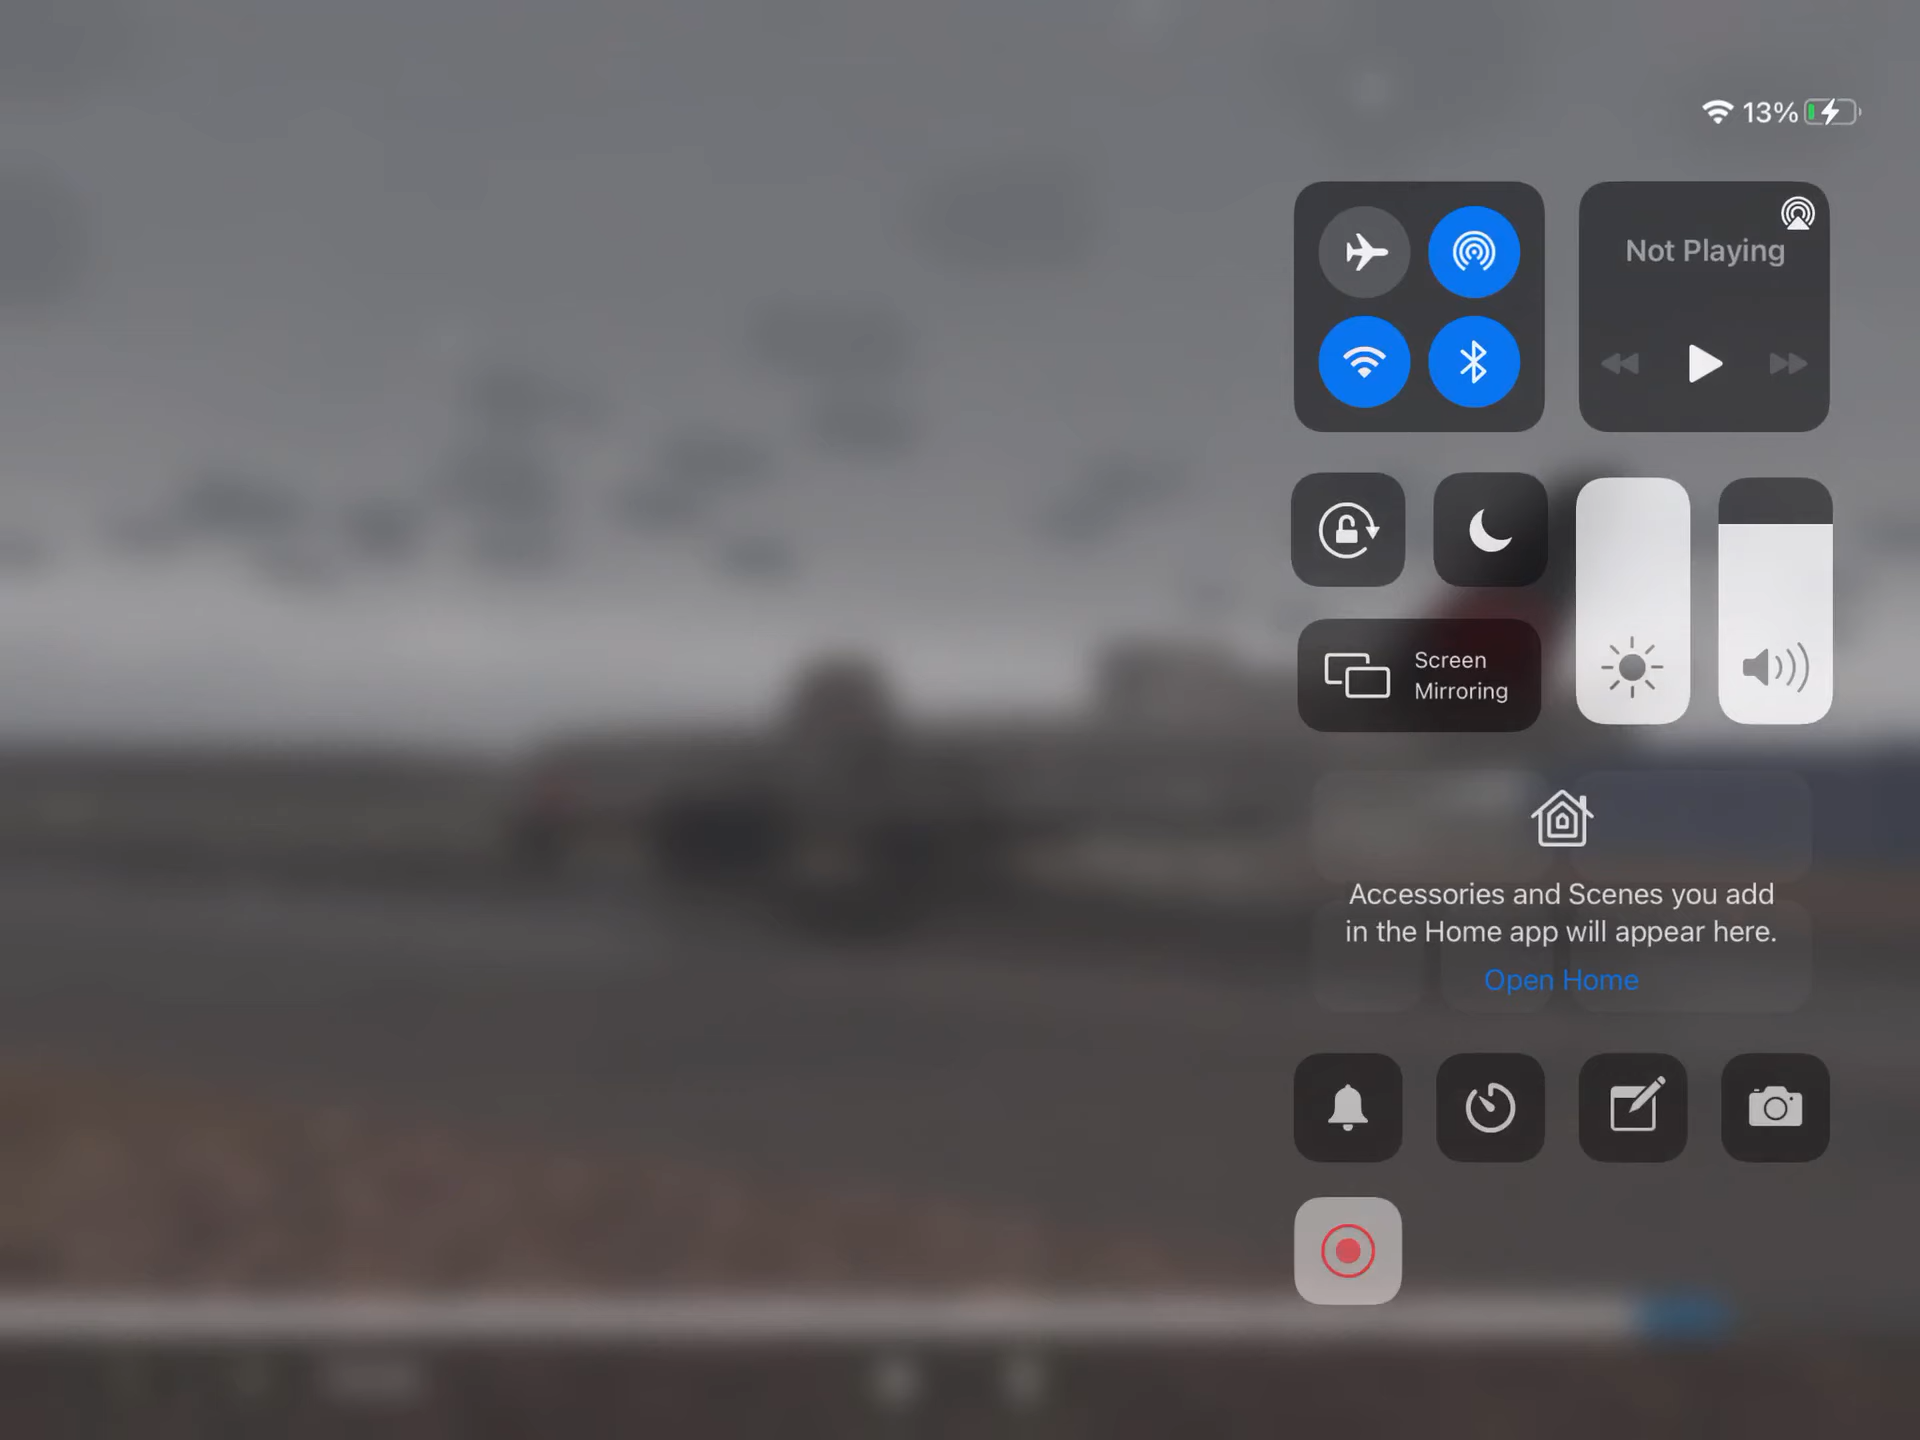 13%
Not Playing
Screen
Mirroring
Accessories and Scenes you add
in the Home app will appear here.
Open Home